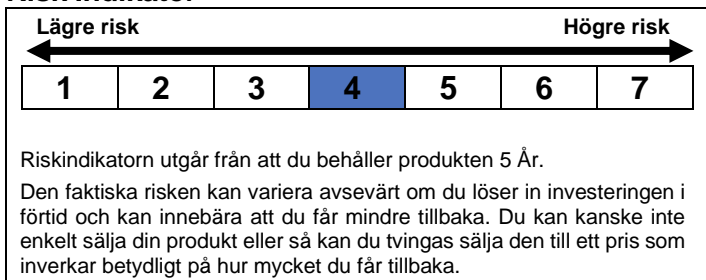 Lägre risk Högre risk
1 2 3 4 5 6 7
Riskindikatorn utgår från att du behåller produkten 5 År.
Den faktiska risken kan variera avsevärt om du löser in investeringen i
förtid och kan innebära att du får mindre tillbaka. Du kan kanske inte
enkelt sälja din produkt eller så kan du tvingas sälja den till ett pris som
inverkar betydligt på hur mycket du får tillbaka.